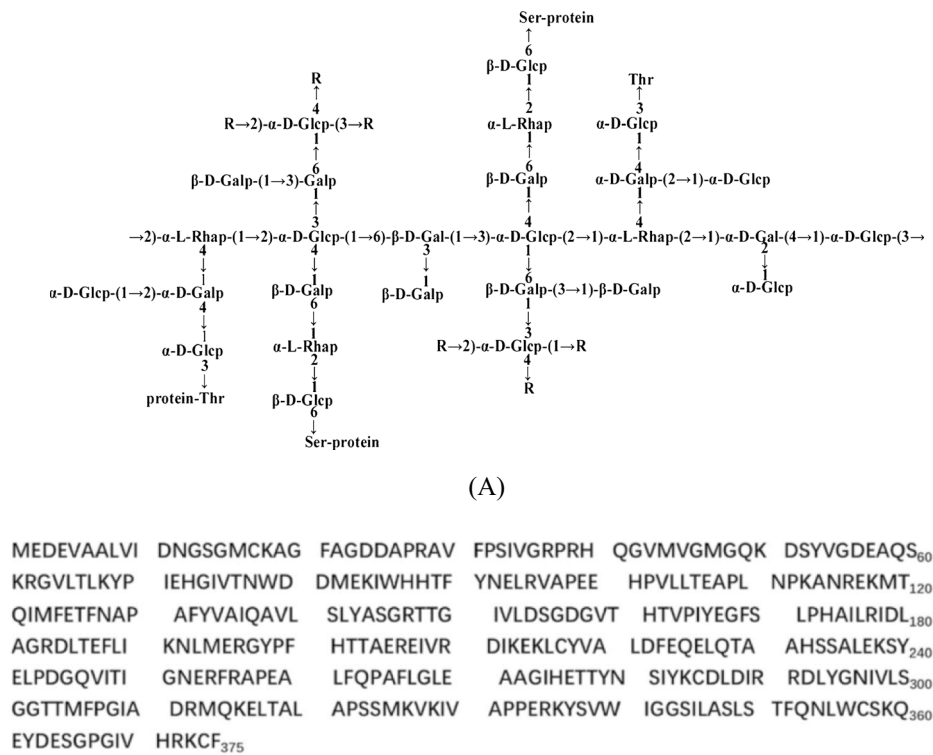 Ser-protein
↑
6
R β-D-Glcp Thr
↑ 1 ↑
4 ↑ 3
R→2)-α-D-Glcp-(3→R 2 α-D-Glcp
1 α-L-Rhap 1
↑ 1 ↑
6 ↑ 4
β-D-Galp-(1→3)-Galp 6 α-D-Galp-(2→1)-α-D-Glcp
1 β-D-Galp 1
↑ 1 ↑
3 4 4
→2)-α-L-Rhap-(1→2)-α-D-Glcp-(1→6)-β-D-Gal-(1→3)-α-D-Glcp-(2→1)-α-L-Rhap-(2→1)-α-D-Gal-(4→1)-α-D-Glcp-(3→
4 4 3 1 2
↓ ↓ ↓ ↓ ↓
1 1 1 6 1
α-D-Glcp-(1→2)-α-D-Galp β-D-Galp β-D-Galp β-D-Galp-(3→1)-β-D-Galp α-D-Glcp
4 6 1
↓ ↓ ↓
1 1 3
α-D-Glcp α-L-Rhap R→2)-α-D-Glcp-(1→R
3 2 4
↓ ↓ ↓
protein-Thr 1 R
β-D-Glcp
6
↓
Ser-protein
(A)
MEDEVAALVI DNGSGMCKAG FAGDDAPRAV FPSIVGRPRH QGVMVGMGQK DSYVGDEAQS60
KRGVLTLKYP IEHGIVTNWD DMEKIWHHTF YNELRVAPEE HPVLLTEAPL NPKANREKMT120
QIMFETFNAP AFYVAIQAVL SLYASGRTTG IVLDSGDGVT HTVPIYEGFS LPHAILRIDL180
AGRDLTEFLI KNLMERGYPF HTTAEREIVR DIKEKLCYVA LDFEQELQTA AHSSALEKSY240
ELPDGQVITI GNERFRAPEA LFQPAFLGLE AAGIHETTYN SIYKCDLDIR RDLYGNIVLS300
GGTTMFPGIA DRMQKELTAL APSSMKVKIV APPERKYSVW IGGSILASLS TFQNLWCSKQ360
EYDESGPGIV HRKCF375